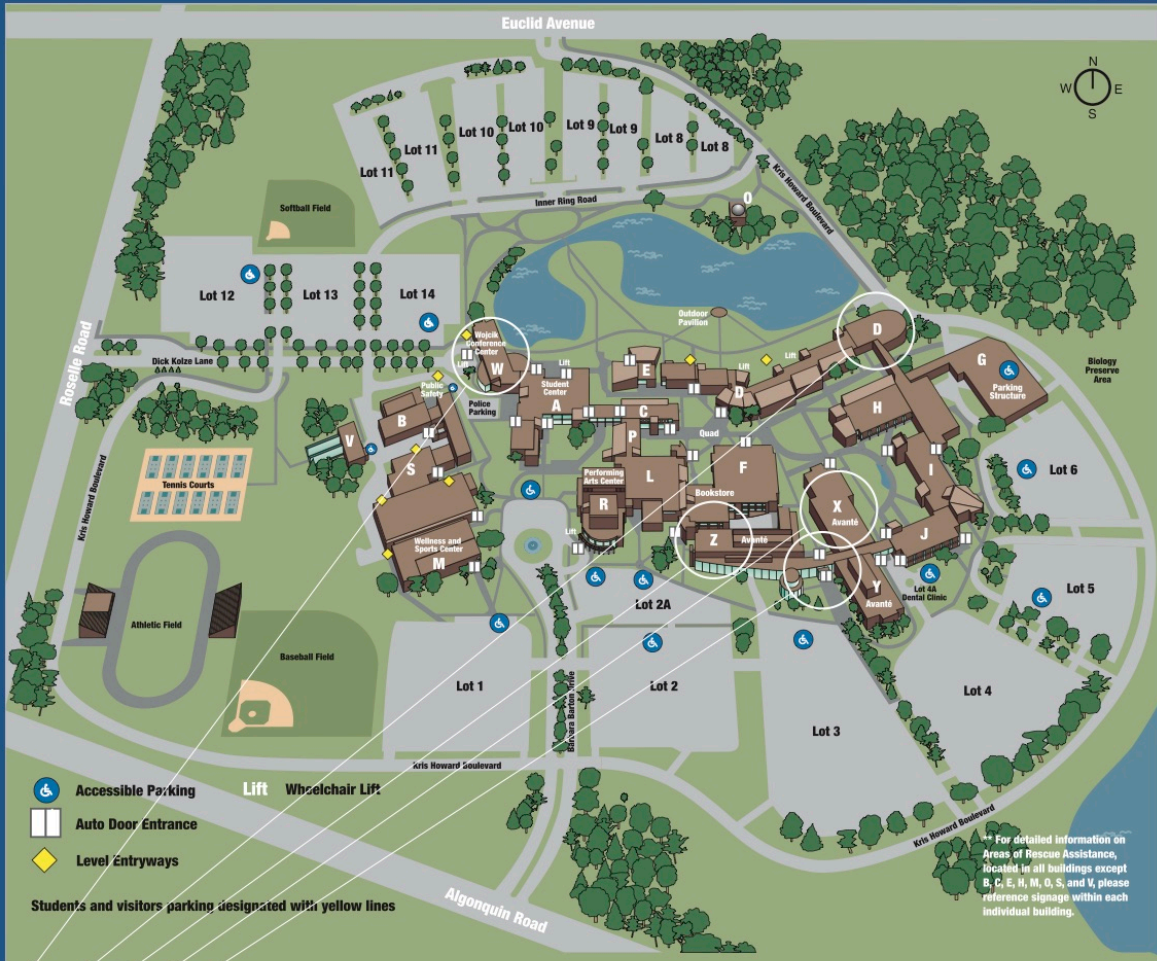 Euclid Avenue
N
W
E
S
Lot 11
Lot 11
Lot 10
Lot 10
Lot 9
Lot 9
Lot 8
Lot 8
Inner Ring Road
Kris Howard Boulevard
O
Softball Field
Lot 12
Lot 13
Lot 14
Roselle Road
Dick Kolze Lane
Outdoor
Pavilion
Wojcik
Conference
Center
Lift
W
Student
Center
A
Lift
E
Lift
D
Lift
D
G
Parking
Structure
Biology
Preserve
Area
Public
Safety
Police
Parking
B
V
S
C
P
Quad
H
I
Lot 6
Tennis Courts
Kris Howard Boulevard
Performing
Arts Center
R
L
F
Bookstore
Lift
Z
Avanté
X
Avanté
J
Y
Avanté
Lot 4A
Dental Clinic
Wellness and
Sports Center
M
Lot 5
Athletic Field
Baseball Field
Lot 2A
Lot 1
Lot 2
Lot 3
Lot 4
Barbara Barton Drive
Kris Howard Boulevard
Kris Howard Boulevard
Accessible Parking
Lift Wheelchair Lift
Auto Door Entrance
Level Entryways
Students and visitors parking designated with yellow lines
Algonquin Road
** For detailed information on
Areas of Rescue Assistance,
located in all buildings except
B, C, E, H, M, O, S, and V, please
reference signage within each
individual building.